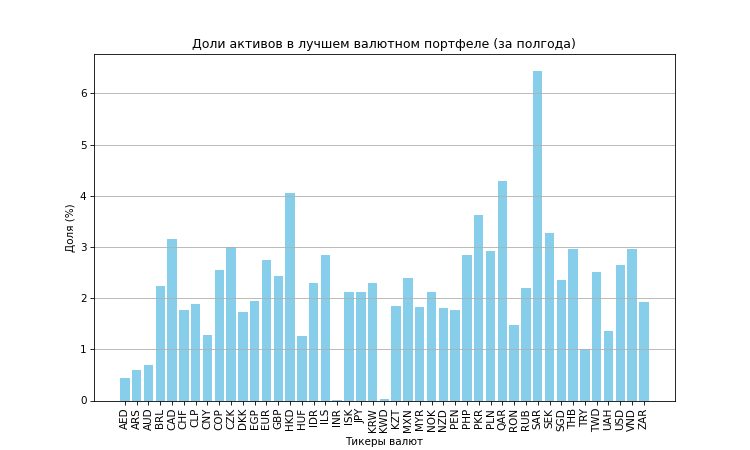 Доли активов в лучшем валютном портфеле (за полгода)
Доля (%)
6
5
4
3
2
1
0
AED ARS AUD BRL CAD CHF CLP CNY COP CZK DKK EGP EUR GBP HKD HUF IDR ILS INR ISK JPY KRW KWD KZT MXN MYR NOK NZD PEN PHP PKR PLN QAR RON RUB SAR SEK SGD THB TRY TWD UAH USD VND ZAR
Тикеры валют